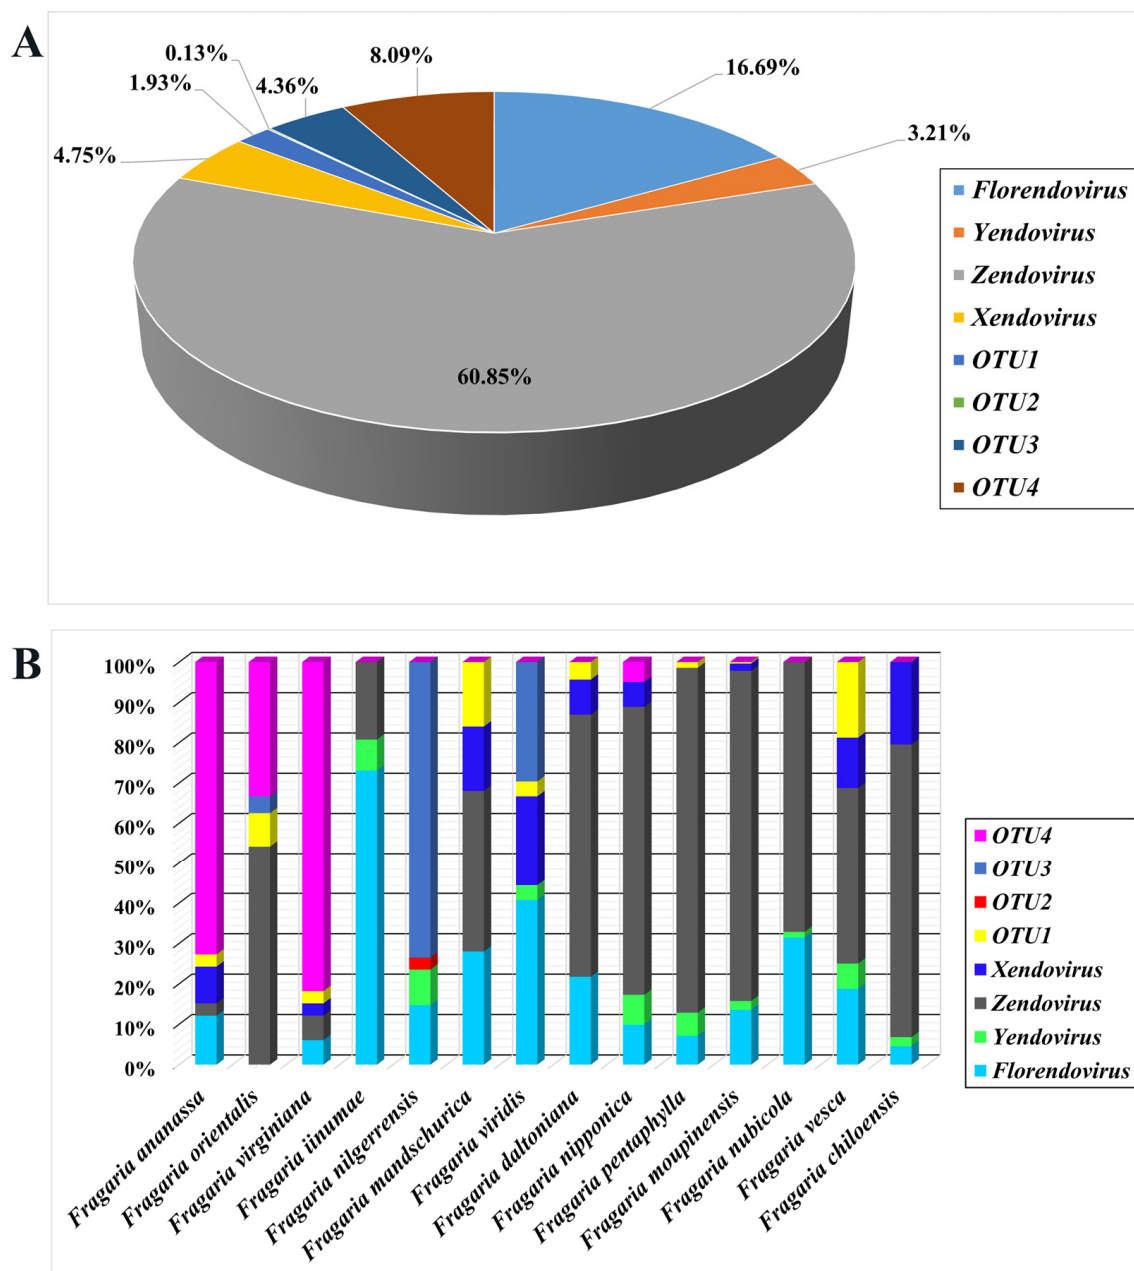 A
0.13%
8.09%
16.69%
1.93%
4.36%
3.21%
4.75%
60.85%
Florendovirus
Yendovirus
Zendovirus
Xendovirus
OTU1
OTU2
OTU3
OTU4
B
100%
90%
80%
70%
60%
50%
40%
30%
20%
10%
0%
OTU4
OTU3
OTU2
OTU1
Xendovirus
Zendovirus
Yendovirus
Florendovirus
Fragaria ananassa
Fragaria orientalis
Fragaria virginiana
Fragaria iinumae
Fragaria nilgerrensis
Fragaria mandschurica
Fragaria viridis
Fragaria daltoniana
Fragaria nipponica
Fragaria pentaphylla
Fragaria moupinensis
Fragaria nubicola
Fragaria vesca
Fragaria chiloensis